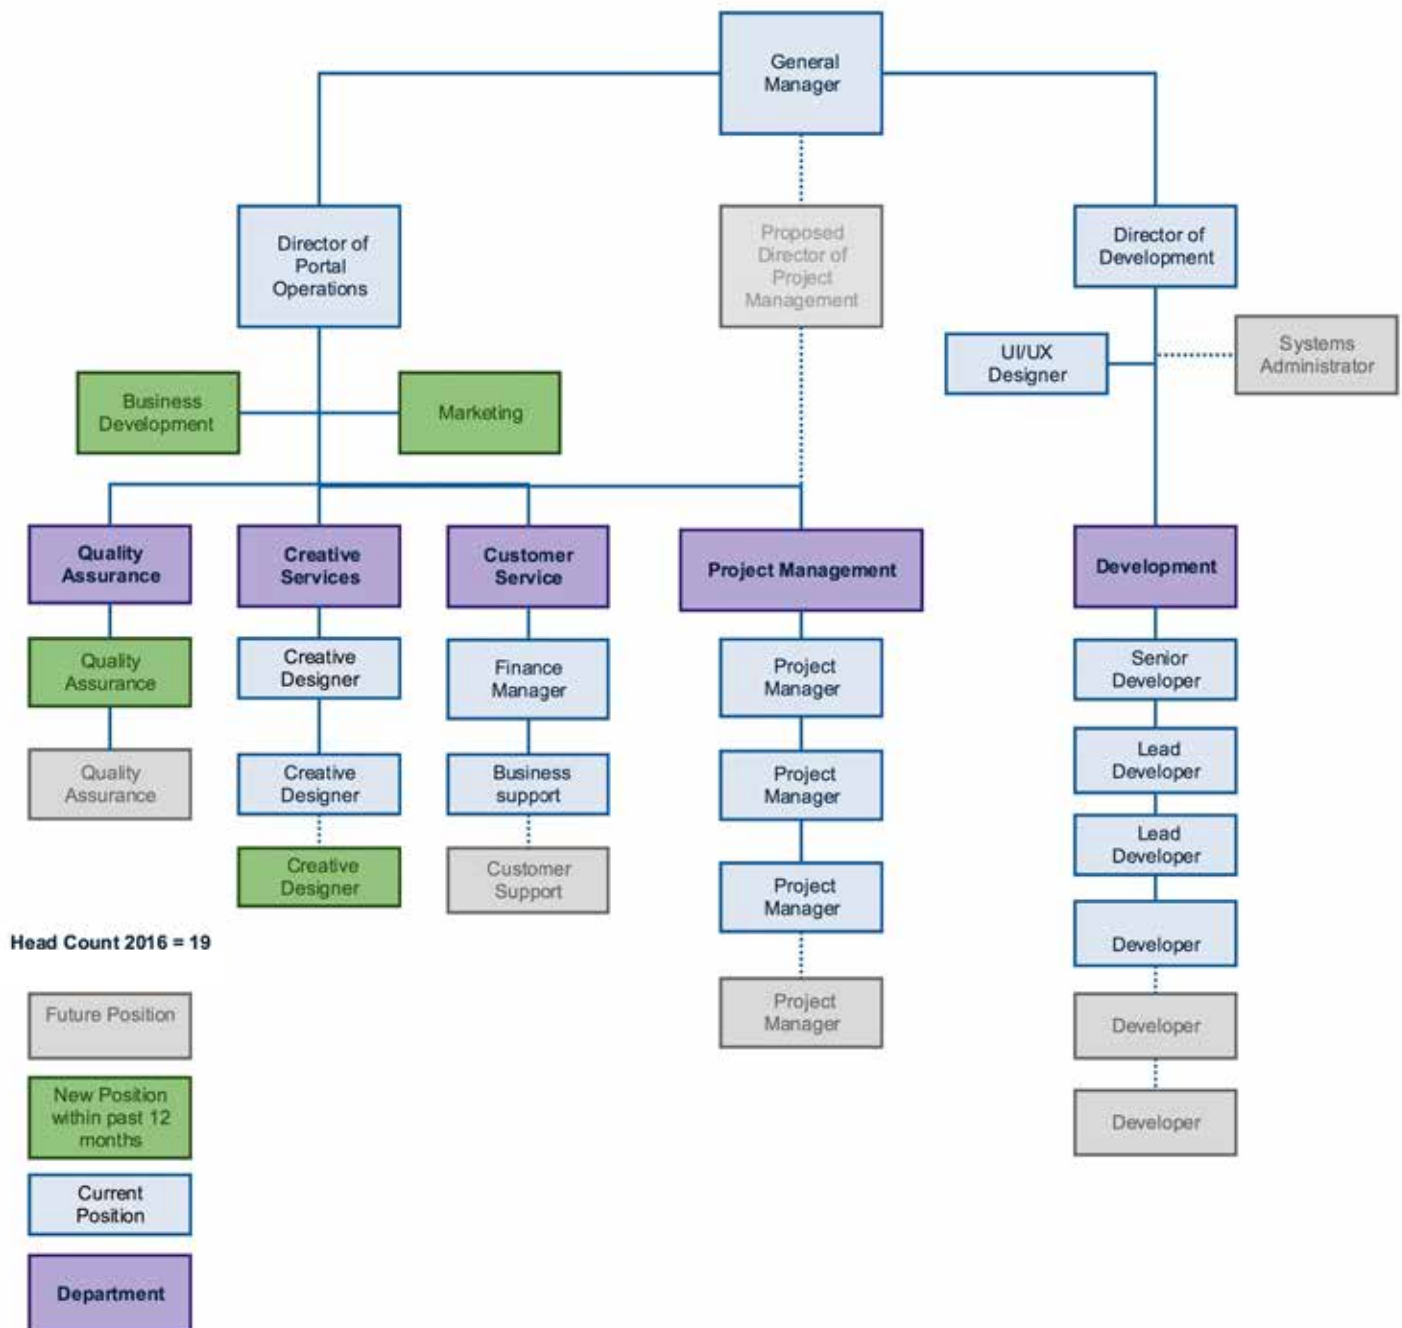 General
Manager
Director of
Portal
Operations
Proposed
Director of
Project
Management
Director of
Development
UI/UX
Designer
Systems
Administrator
Business
Development
Marketing
Quality
Assurance
Creative
Services
Customer
Service
Project Management
Development
Quality
Assurance
Creative
Designer
Finance
Manager
Project
Manager
Senior
Developer
Quality
Assurance
Creative
Designer
Business
support
Project
Manager
Lead
Developer
Lead
Developer
Creative
Designer
Customer
Support
Project
Manager
Developer
Head Count 2016 = 19
Project
Manager
Developer
Developer
Future Position
New Position
within past 12
months
Current
Position
Department